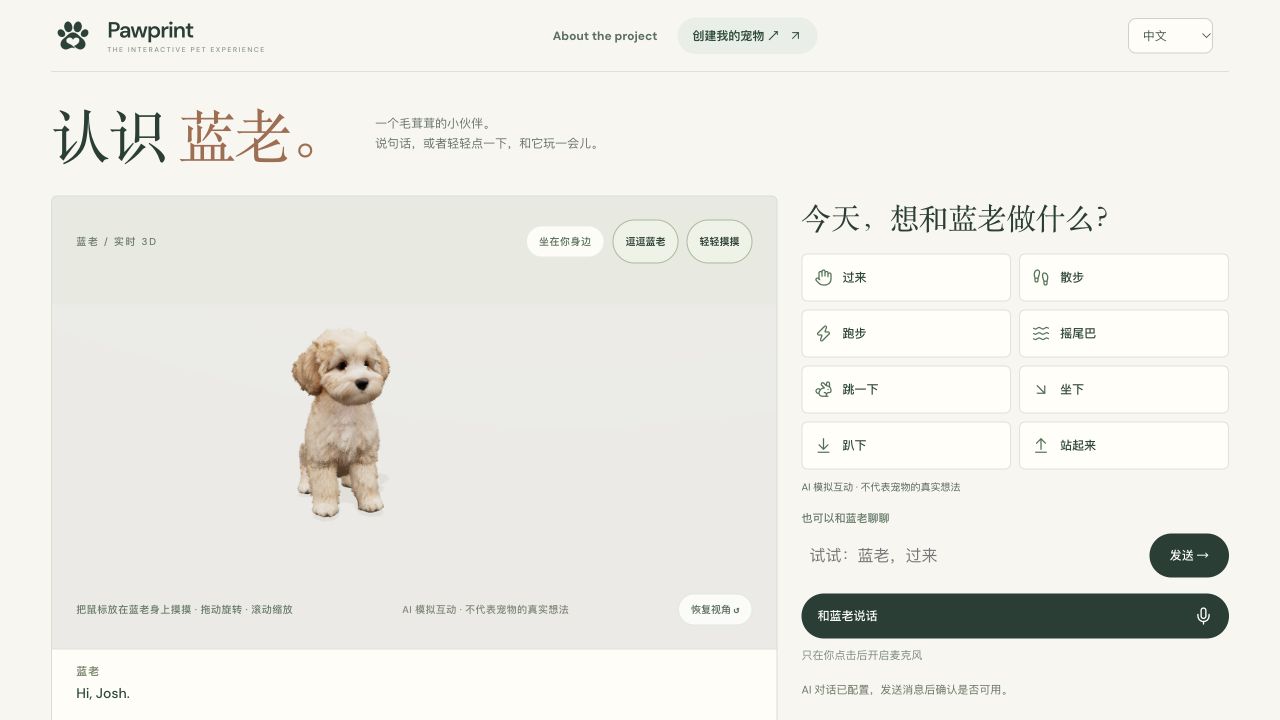 Pawprint
THE INTERACTIVE PET EXPERIENCE
About the project
创建我的宠物 ↗
中文
认识 蓝老。
一个毛茸茸的小伙伴。
说句话，或者轻轻点一下，和它玩一会儿。
蓝老 / 实时 3D
坐在你身边
逗逗蓝老
轻轻摸摸
把鼠标放在蓝老身上摸摸 · 拖动旋转 · 滚动缩放
AI 模拟互动 · 不代表宠物的真实想法
恢复视角 ↺
蓝老
Hi, Josh.
今天，想和蓝老做什么？
过来
散步
跑步
摇尾巴
跳一下
坐下
趴下
站起来
AI 模拟互动 · 不代表宠物的真实想法
也可以和蓝老聊聊
试试：蓝老，过来
发送 →
和蓝老说话
只在你点击后开启麦克风
AI 对话已配置，发送消息后确认是否可用。